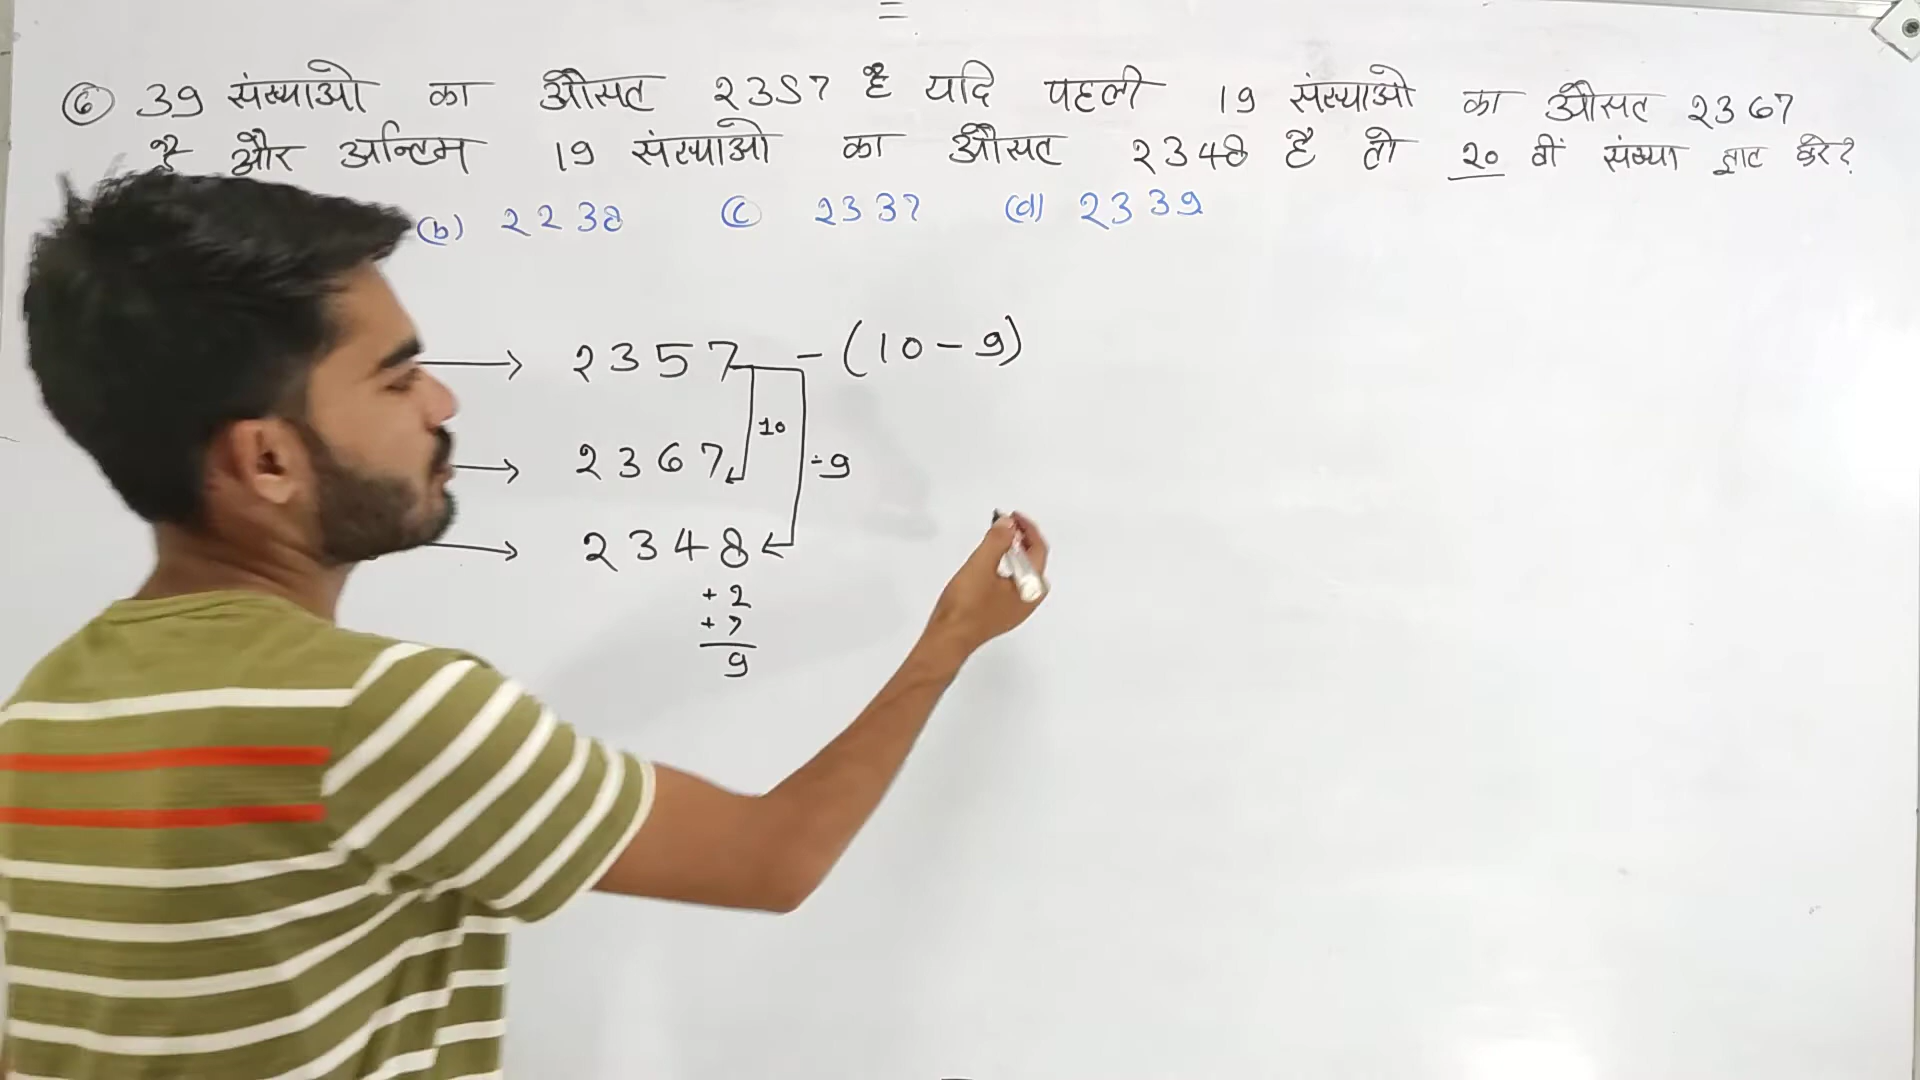 ⑥ 39 संख्याओ का औसत 2357 है यदि पहली 19 संख्याओ का औसत 2367
है और अन्तिम 19 संख्याओ का औसत 2348 है तो 20 वीं संख्या ज्ञात करे?
(b) 2238 (c) 2337 (d) 2339
→ 2357 - (10 - 9)
10
→ 2367 -9
→ 2348
+2
+7
9